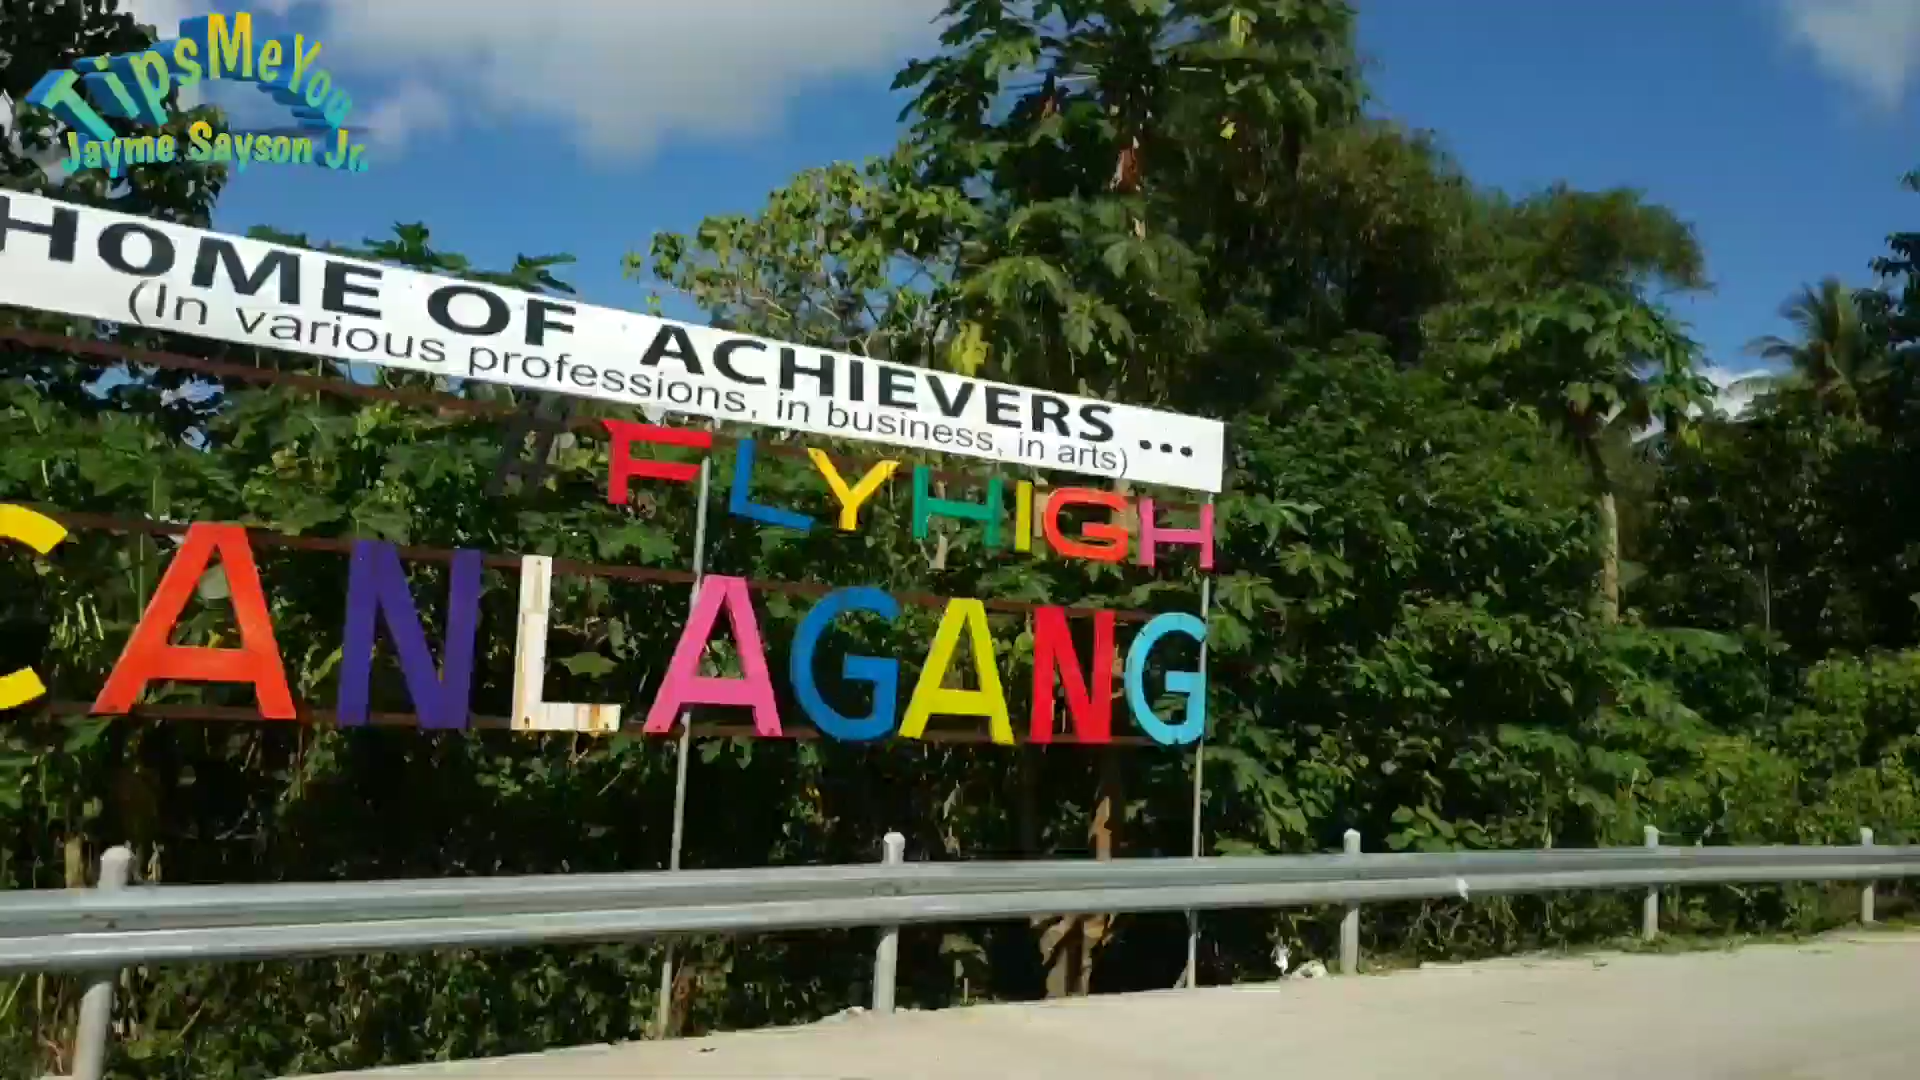 TipsMeYou
Jayme Sayson Jr.
HOME OF ACHIEVERS ...
(In various professions, in business, in arts)
#FLYHIGH
CANLAGANG